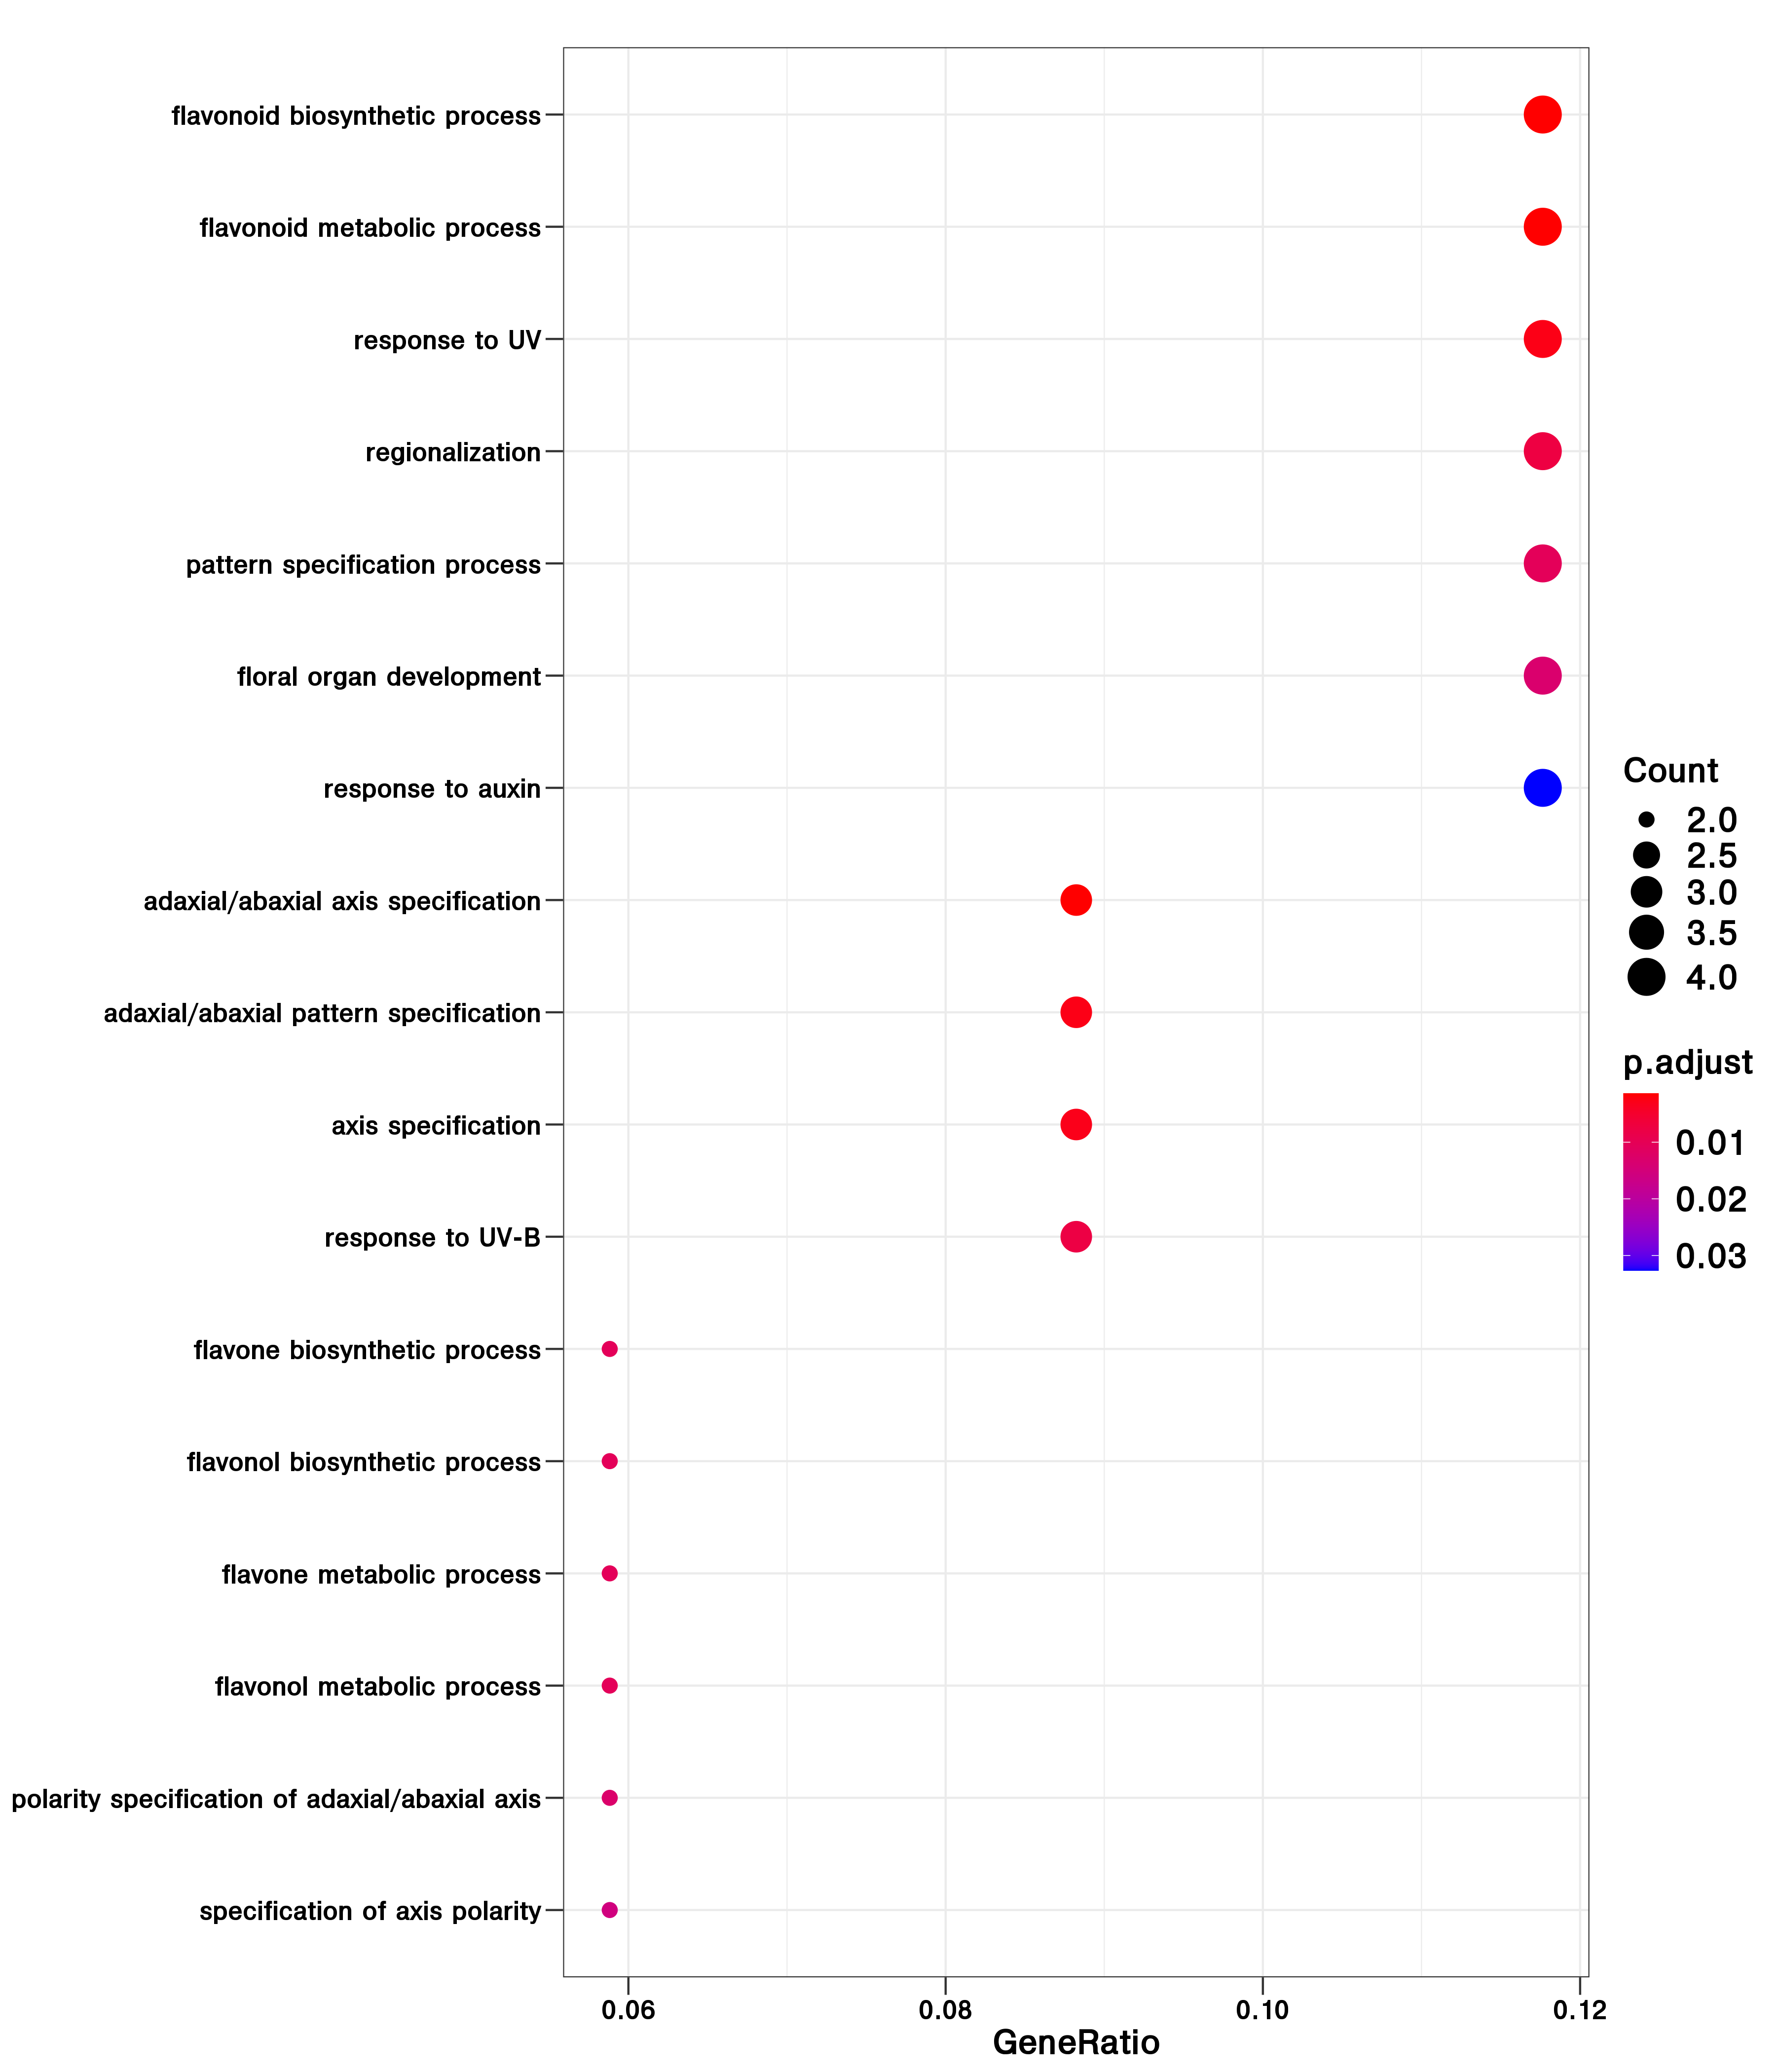 flavonoid biosynthetic process
flavonoid metabolic process
response to UV
regionalization
pattern specification process
floral organ development
response to auxin
adaxial/abaxial axis specification
adaxial/abaxial pattern specification
axis specification
response to UV-B
flavone biosynthetic process
flavonol biosynthetic process
flavone metabolic process
flavonol metabolic process
polarity specification of adaxial/abaxial axis
specification of axis polarity
0.06 0.08 0.10 0.12
GeneRatio
Count
2.0
2.5
3.0
3.5
4.0
p.adjust
0.01
0.02
0.03